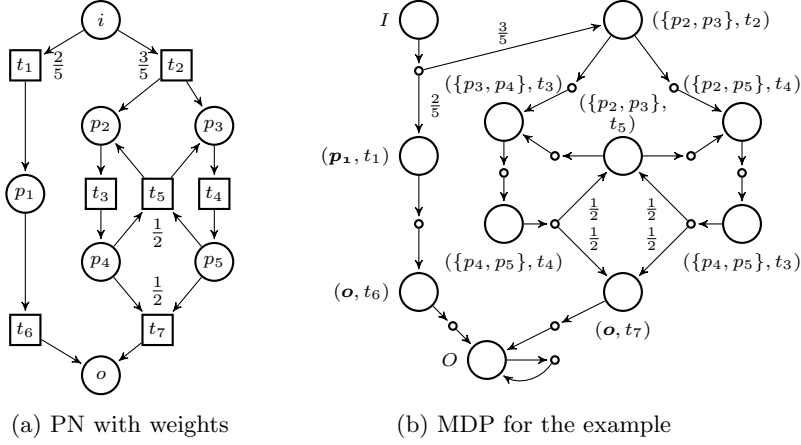 i
t₁
2/5
3/5
t₂
p₂
p₃
p₁
t₃
t₅
t₄
1/2
p₄
p₅
1/2
t₆
t₇
o
(a) PN with weights
I
3/5
({p₂, p₃}, t₂)
2/5
({p₃, p₄}, t₃)
({p₂, p₅}, t₄)
({p₂, p₃},
t₅)
(p₁, t₁)
1/2
1/2
1/2
1/2
({p₄, p₅}, t₄)
({p₄, p₅}, t₃)
(o, t₆)
(o, t₇)
O
(b) MDP for the example